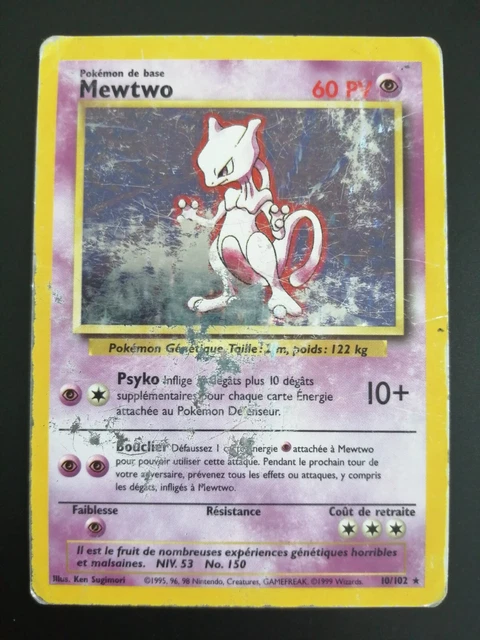 Pokémon de base
Mewtwo 60 PV
Pokémon Génétique. Taille: 2 m, poids: 122 kg
Psyko Inflige 10 dégâts plus 10 dégâts
supplémentaires pour chaque carte Énergie 10+
attachée au Pokémon Défenseur.
Bouclier Défaussez 1 carte Énergie attachée à Mewtwo
pour pouvoir utiliser cette attaque. Pendant le prochain tour de
votre adversaire, prévenez tous les effets ou attaques, y compris
les dégâts, infligés à Mewtwo.
Faiblesse Résistance Coût de retraite
Il est le fruit de nombreuses expériences génétiques horribles
et malsaines. NIV. 53 No. 150
Illus. Ken Sugimori ©1995, 96, 98 Nintendo, Creatures, GAMEFREAK. ©1999 Wizards. 10/102 ★